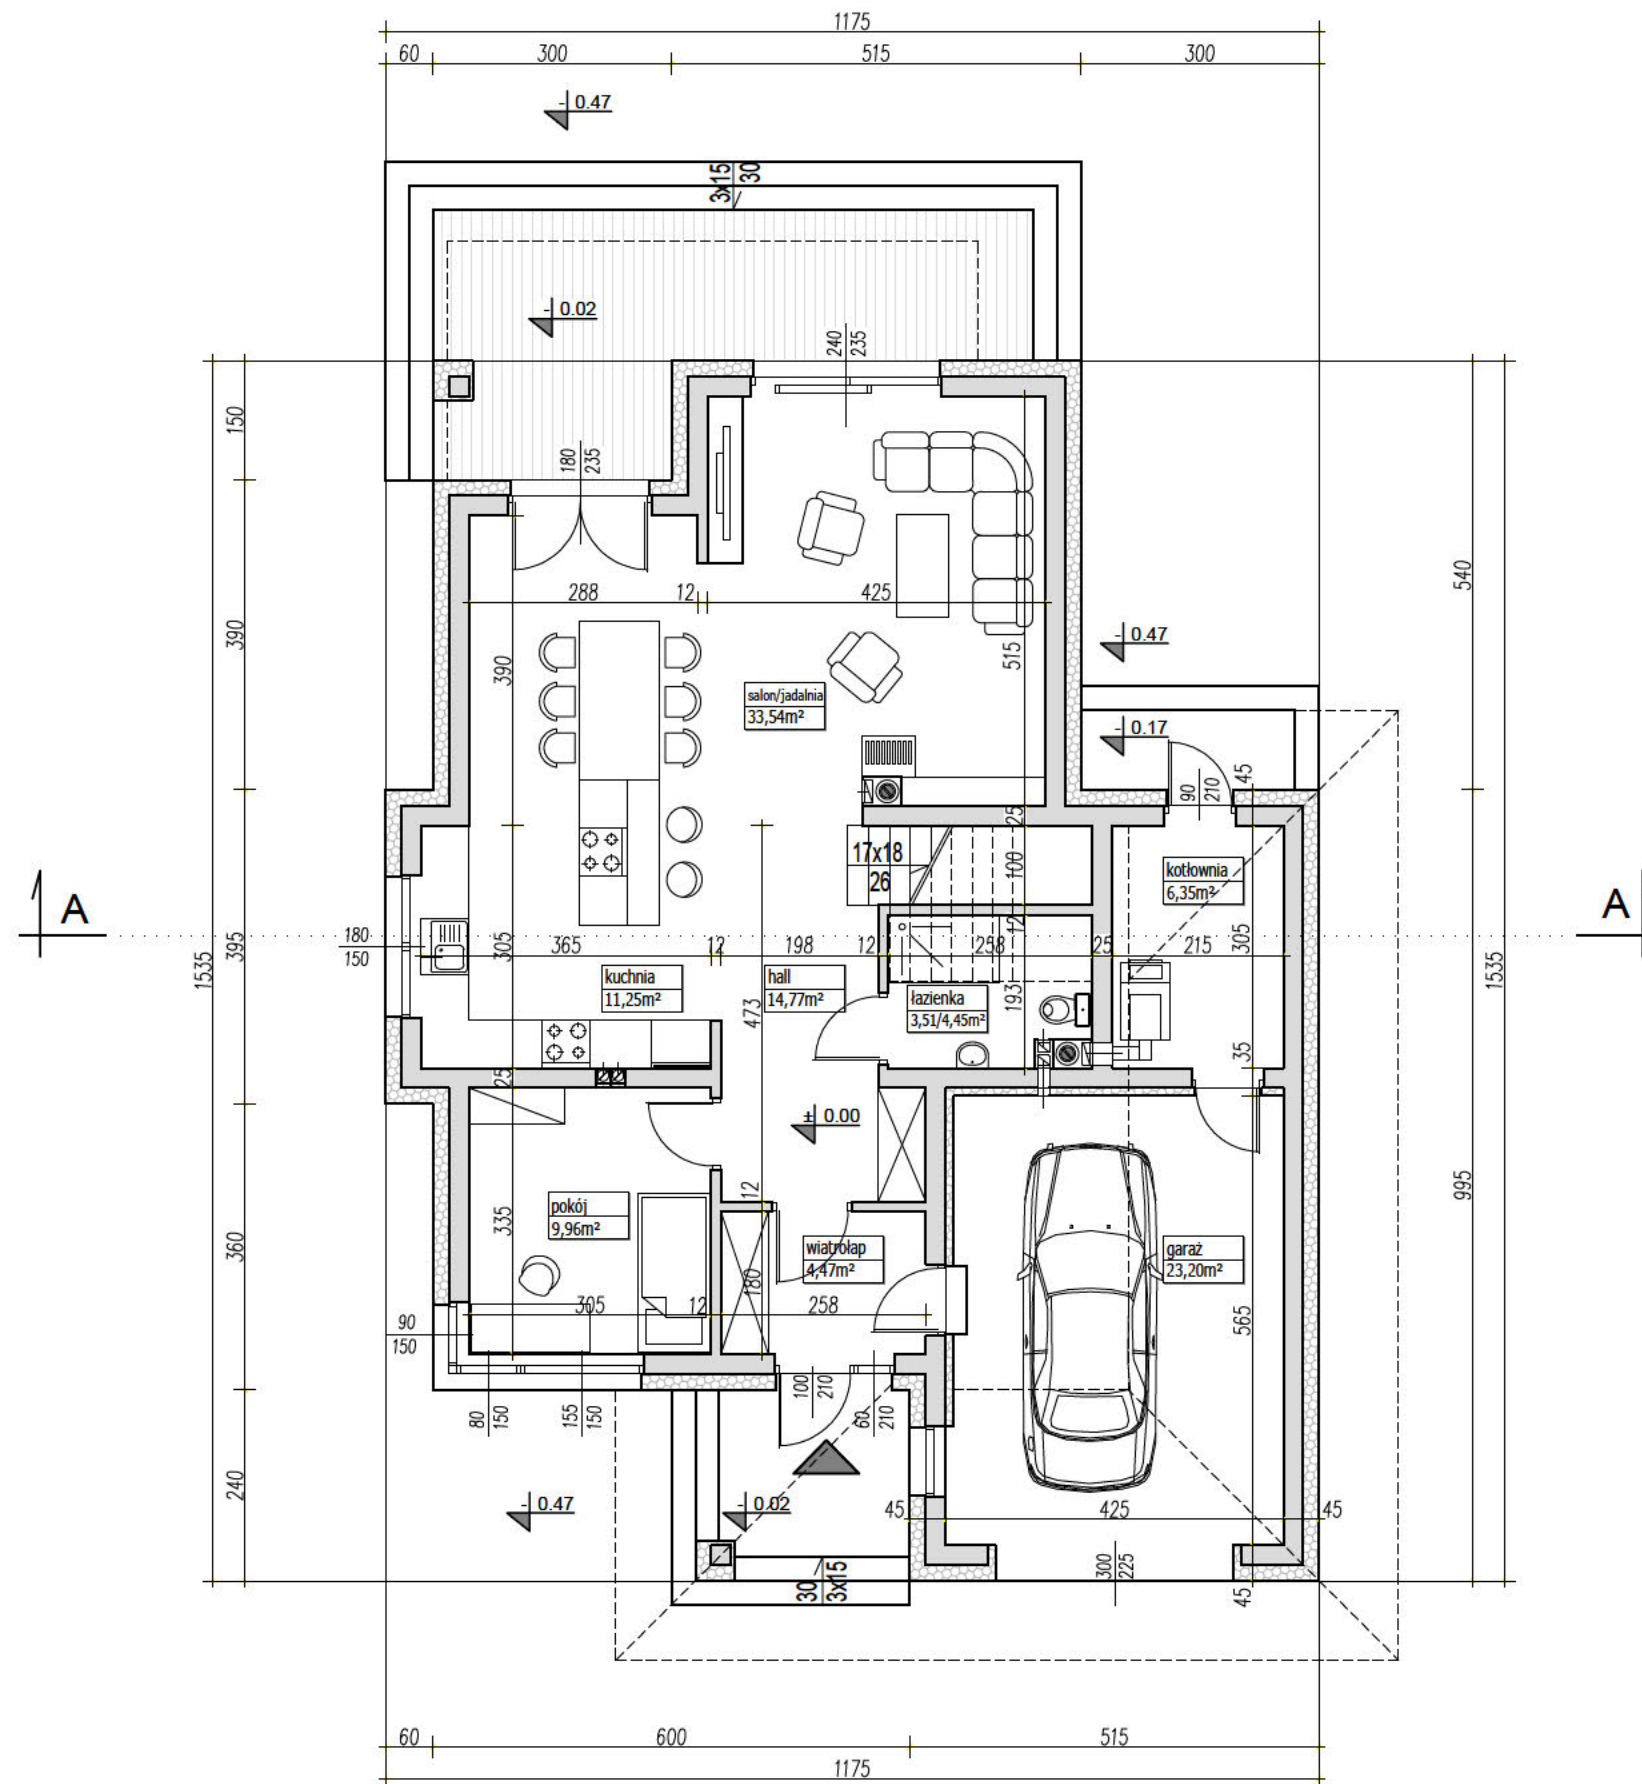 1175
60 300 515 300
- 0.47
3x15
30
- 0.02
240
235
150
180
235
540
390
288 12 425
390
515
- 0.47
salon/jadalnia
33,54m²
- 0.17
45
90
210
25
17x18
26
100
kotłownia
6,35m²
A
A
180
150
12
1535
395
305
365 12 198 12 258 25 215
305
1535
kuchnia
11,25m²
hall
14,77m²
łazienka
3,51/4,45m²
193
473
35
25
± 0.00
12
995
pokój
9,96m²
335
360
wiatrołap
4,47m²
garaż
23,20m²
180
305 12 258
565
90
150
80
150
155
150
100
210
60
210
240
- 0.47
- 0.02
45 425 45
300
225
30
3x15
45
60 600 515
1175